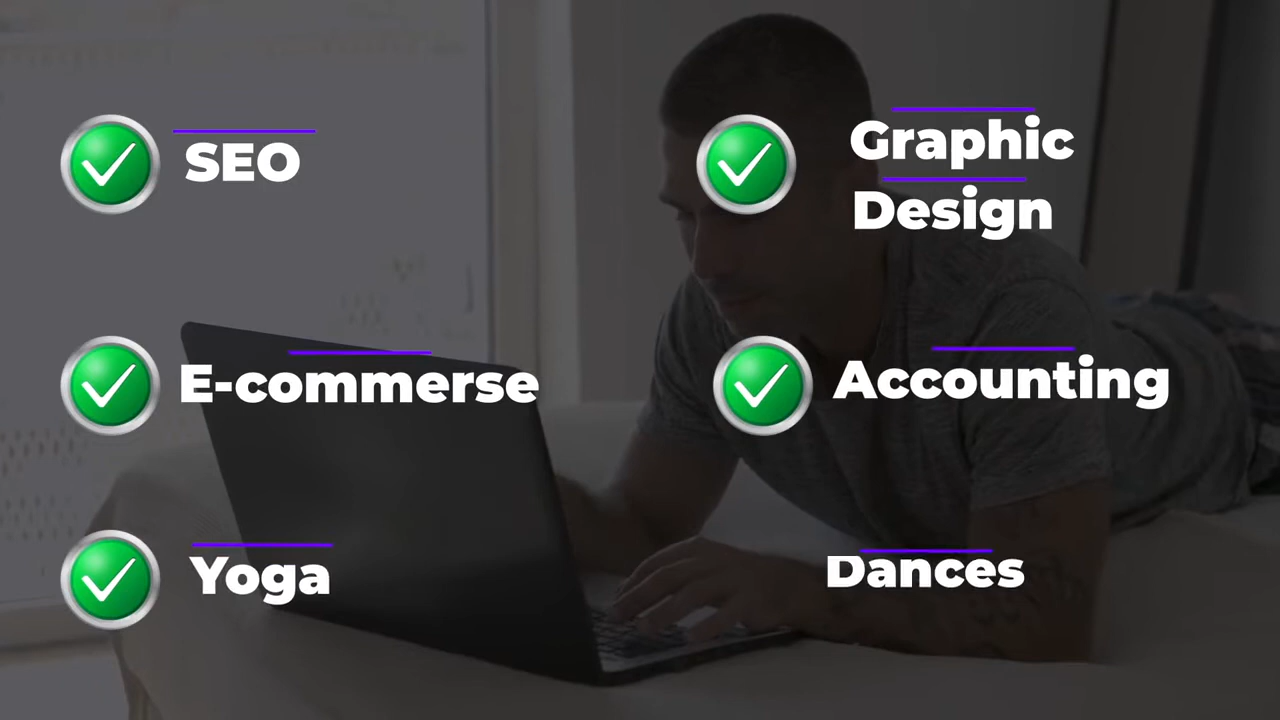 SEO
Graphic
Design
E-commerse
Accounting
Yoga
Dances